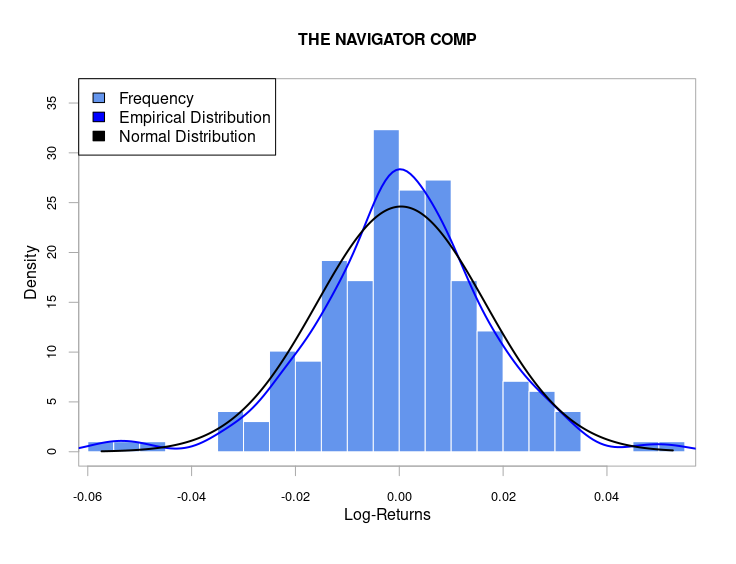 THE NAVIGATOR COMP
Frequency
Empirical Distribution
Normal Distribution
Density
35
30
25
20
15
10
5
0
-0.06 -0.04 -0.02 0.00 0.02 0.04
Log-Returns